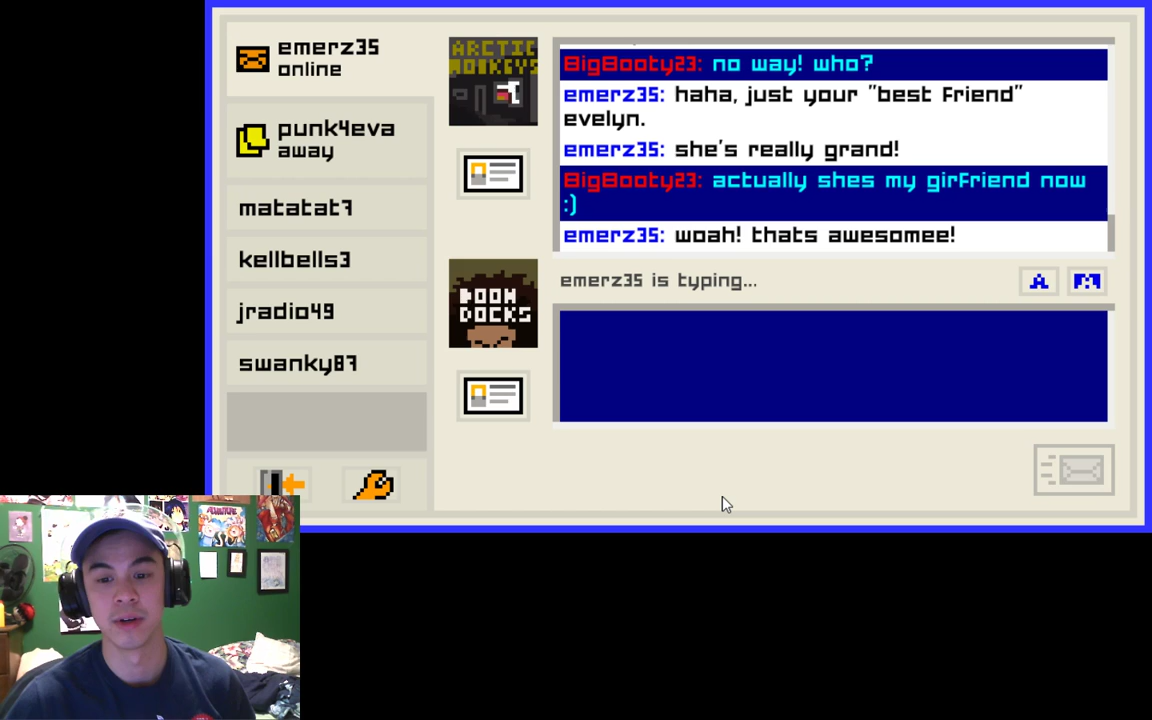 emerz35
online
punk4eva
away
matatat7
kellbells3
jradio49
swanky87
ARCTIC
MONKEYS
BOON
DOCKS
BigBooty23: no way! who?
emerz35: haha, just your "best friend"
evelyn.
emerz35: she's really grand!
BigBooty23: actually shes my girfriend now
:)
emerz35: woah! thats awesomee!
emerz35 is typing...
A